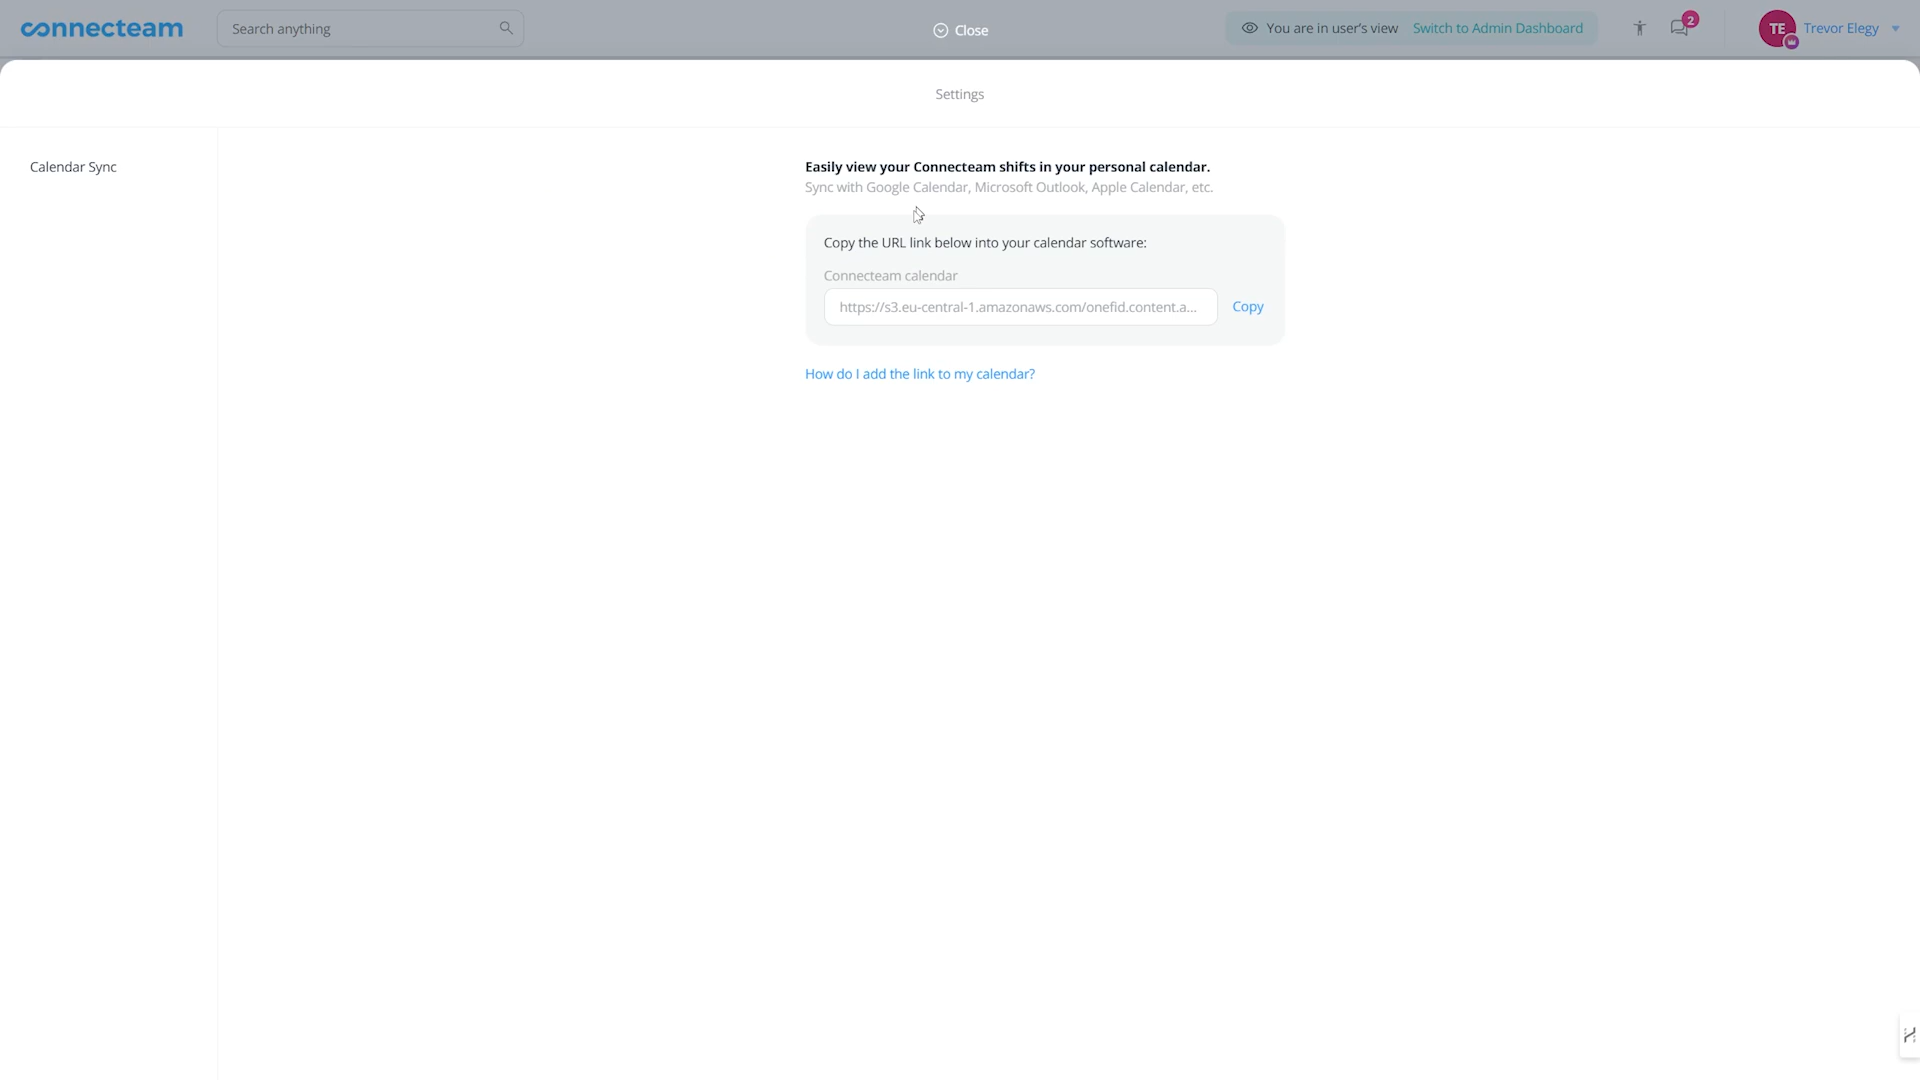 connecteam
Search anything
Close
You are in user's view
Switch to Admin Dashboard
2
TE
Trevor Elegy
Settings
Calendar Sync
Easily view your Connecteam shifts in your personal calendar.
Sync with Google Calendar, Microsoft Outlook, Apple Calendar, etc.
Copy the URL link below into your calendar software:
Connecteam calendar
https://s3.eu-central-1.amazonaws.com/onefid.content.a...
Copy
How do I add the link to my calendar?